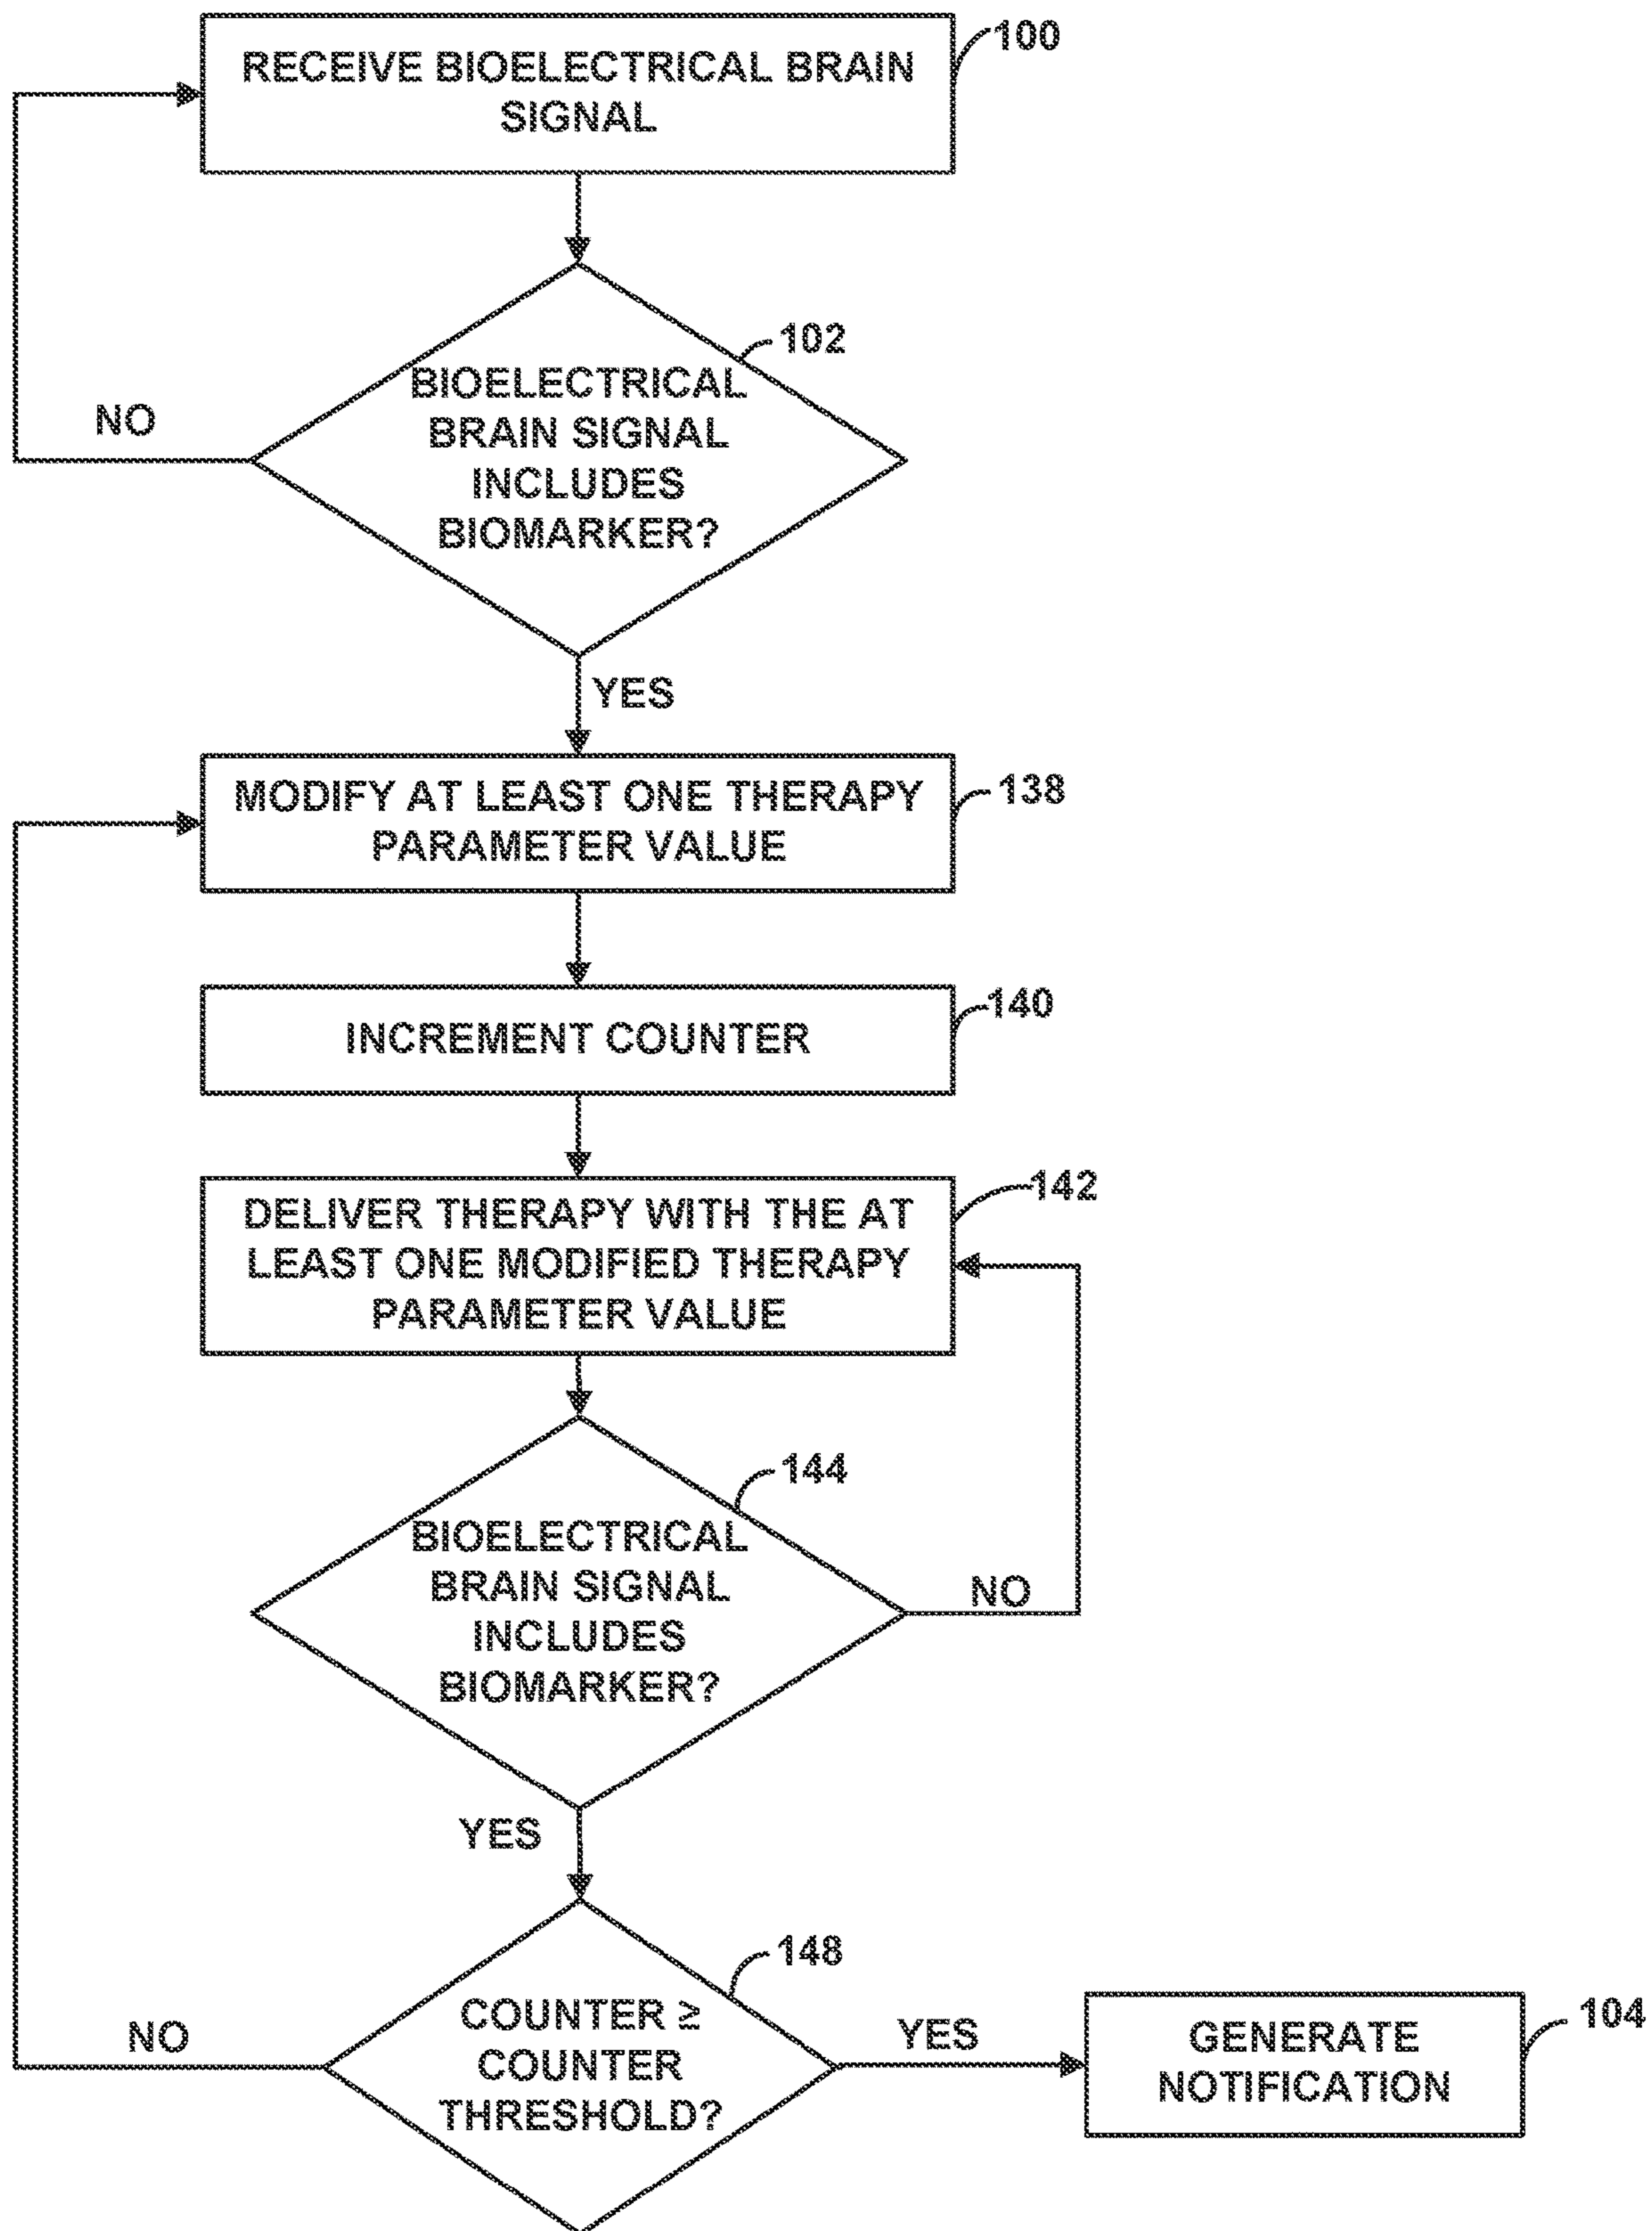 RECEIVE BIOELECTRICAL BRAIN
SIGNAL
100
102
BIOELECTRICAL
BRAIN SIGNAL
INCLUDES
BIOMARKER?
NO
YES
MODIFY AT LEAST ONE THERAPY
PARAMETER VALUE
138
INCREMENT COUNTER
140
DELIVER THERAPY WITH THE AT
LEAST ONE MODIFIED THERAPY
PARAMETER VALUE
142
144
BIOELECTRICAL
BRAIN SIGNAL
INCLUDES
BIOMARKER?
NO
YES
148
COUNTER ≥
COUNTER
THRESHOLD?
NO
YES
GENERATE
NOTIFICATION
104